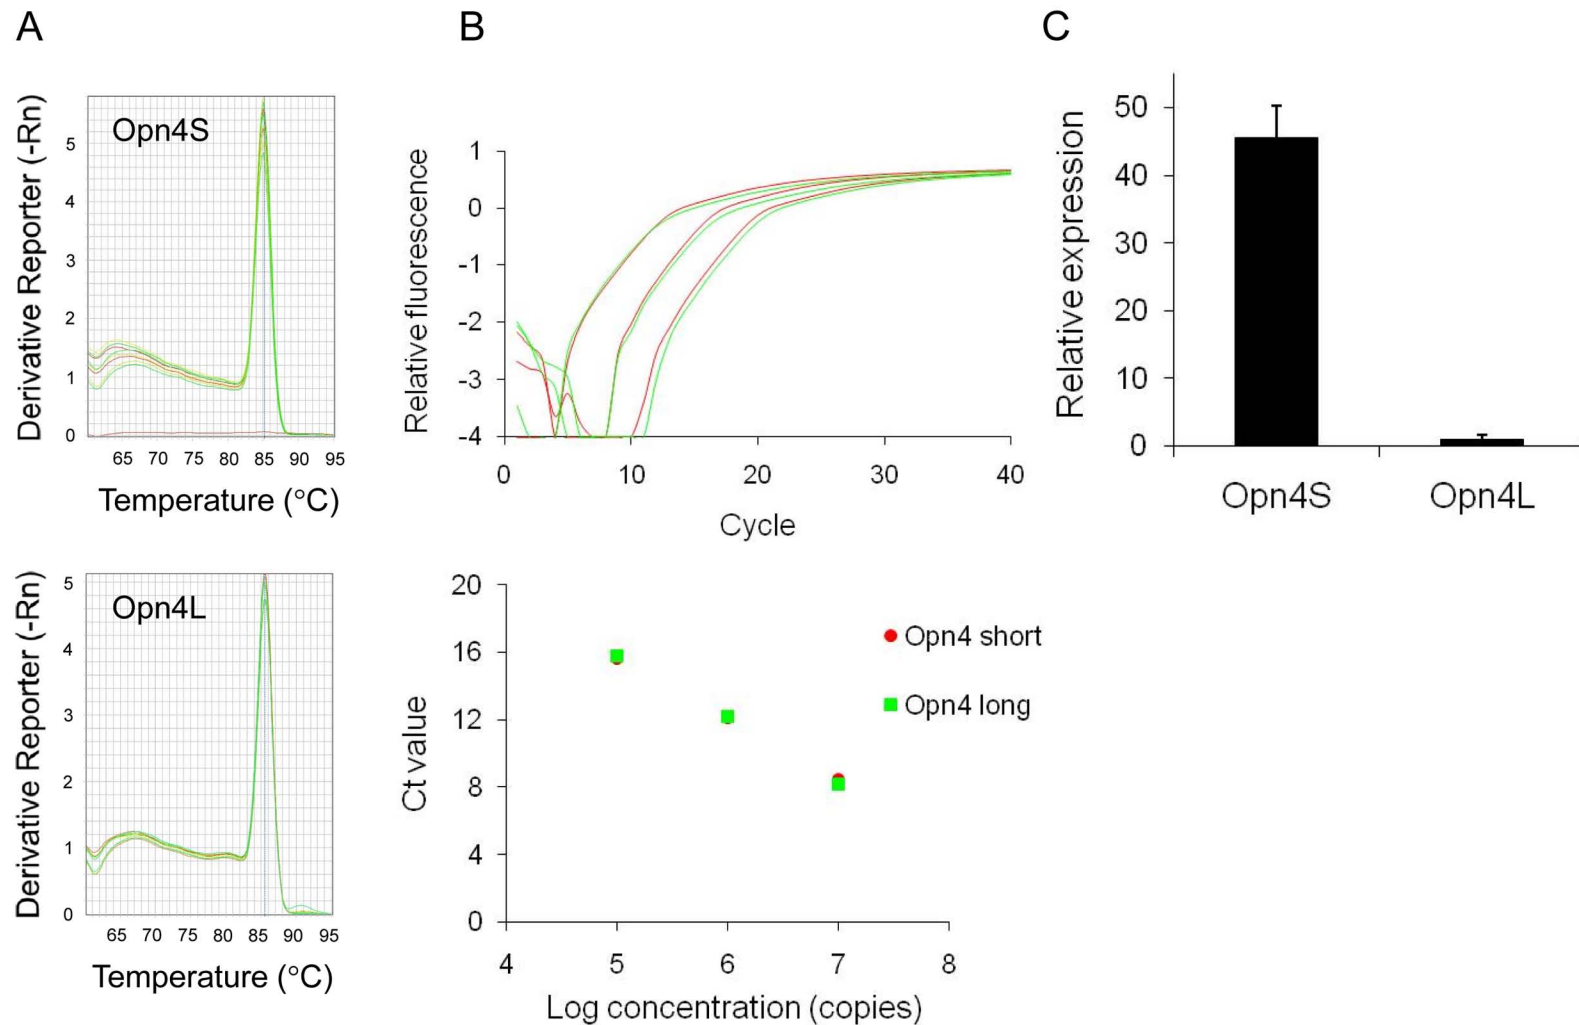 A
B
C
Derivative Reporter (-Rn)
Opn4S
5
4
3
2
1
0
65 70 75 80 85 90 95
Temperature (°C)
Relative fluorescence
1
0
-1
-2
-3
-4
0 10 20 30 40
Cycle
Relative expression
50
40
30
20
10
0
Opn4S Opn4L
Derivative Reporter (-Rn)
Opn4L
5
4
3
2
1
0
65 70 75 80 85 90 95
Temperature (°C)
Ct value
20
16
12
8
4
0
4 5 6 7 8
Log concentration (copies)
Opn4 short
Opn4 long